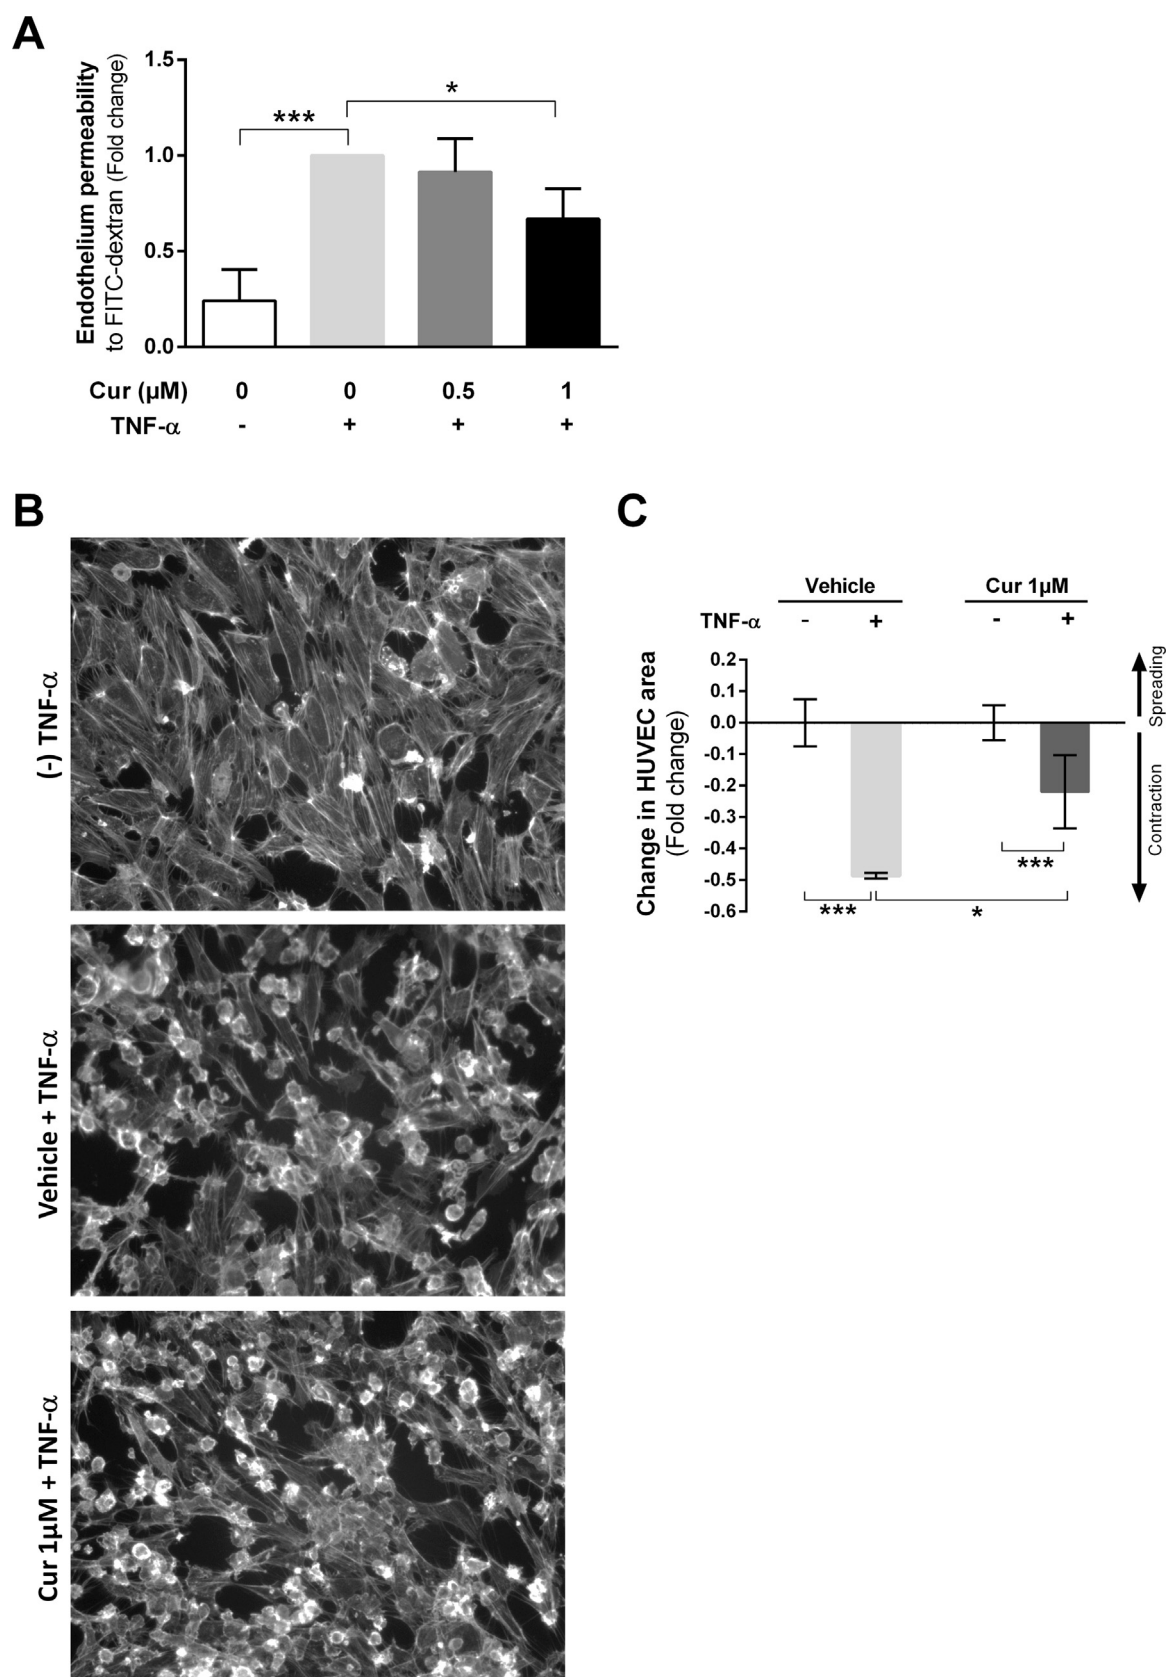 A
Endothelium permeability
to FITC-dextran (Fold change)
1.5
1.0
0.5
0.0
***
*
Cur (µM) 0 0 0.5 1
TNF-α - + + +
B
(-) TNF-α
Vehicle + TNF-α
Cur 1µM + TNF-α
C
Vehicle Cur 1µM
TNF-α - + - +
Change in HUVEC area
(Fold change)
0.2
0.1
0.0
-0.1
-0.2
-0.3
-0.4
-0.5
-0.6
***
***
*
Spreading
Contraction